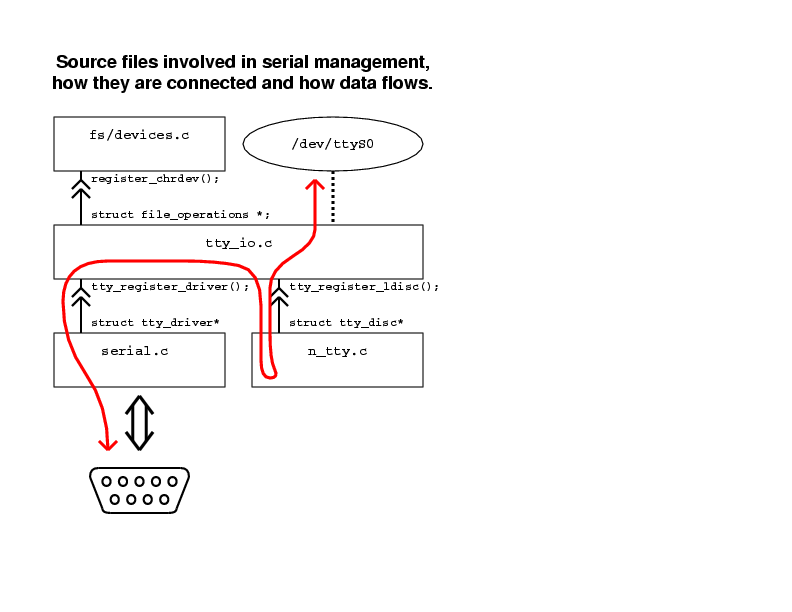 Source files involved in serial management,
how they are connected and how data flows.
fs/devices.c
/dev/ttyS0
register_chrdev();
struct file_operations *;
tty_io.c
tty_register_driver();
tty_register_ldisc();
struct tty_driver*
struct tty_disc*
serial.c
n_tty.c